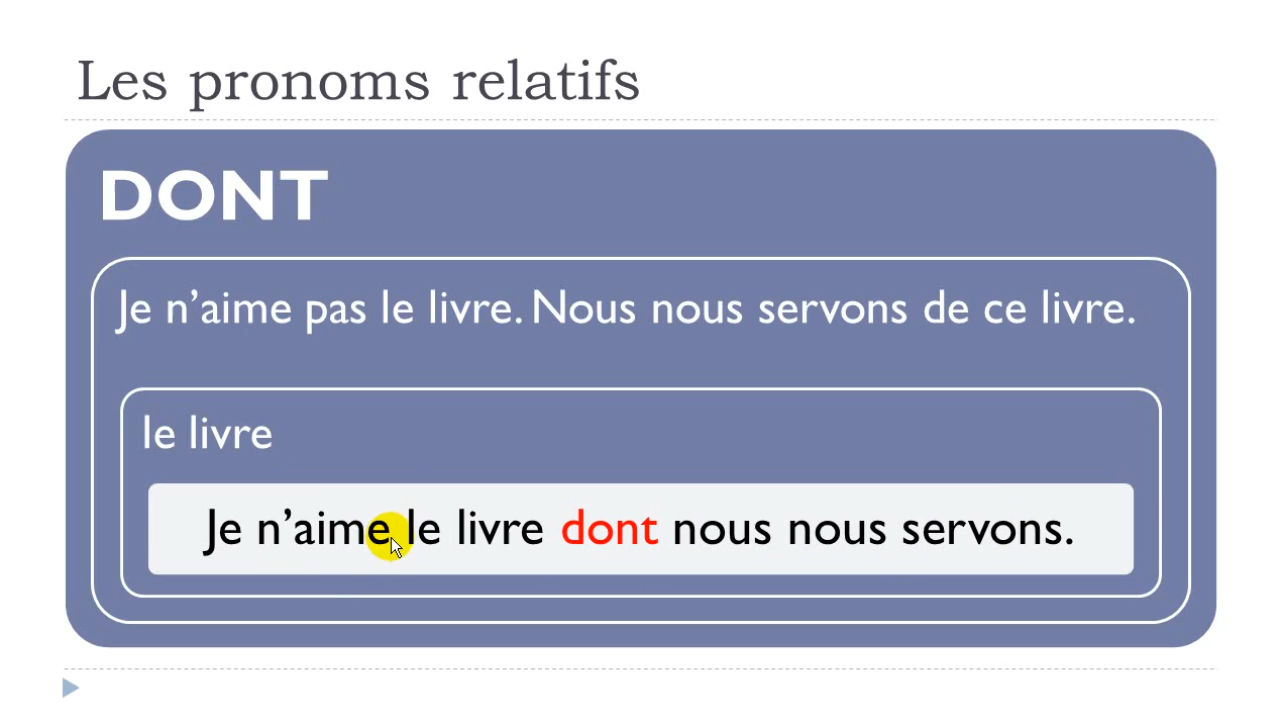 Les pronoms relatifs
DONT
Je n’aime pas le livre. Nous nous servons de ce livre.
le livre
Je n’aime le livre dont nous nous servons.